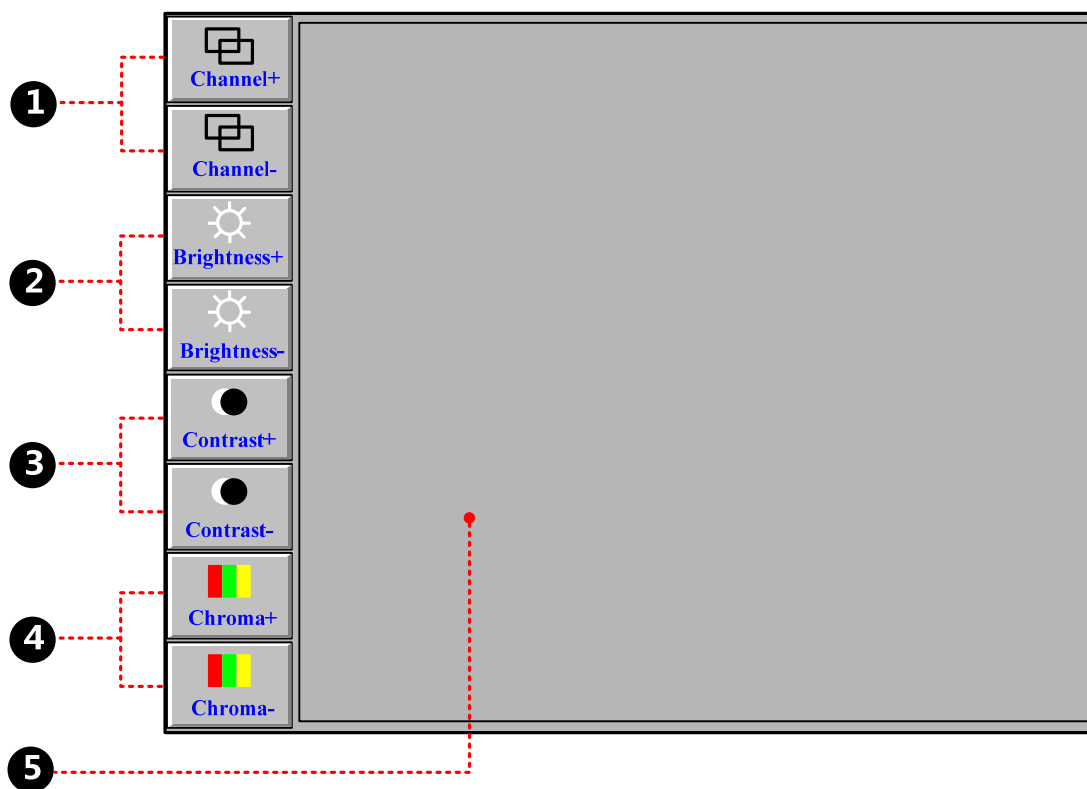 Channel+
1
Channel-
Brightness+
2
Brightness-
Contrast+
3
Contrast-
Chroma+
4
Chroma-
5